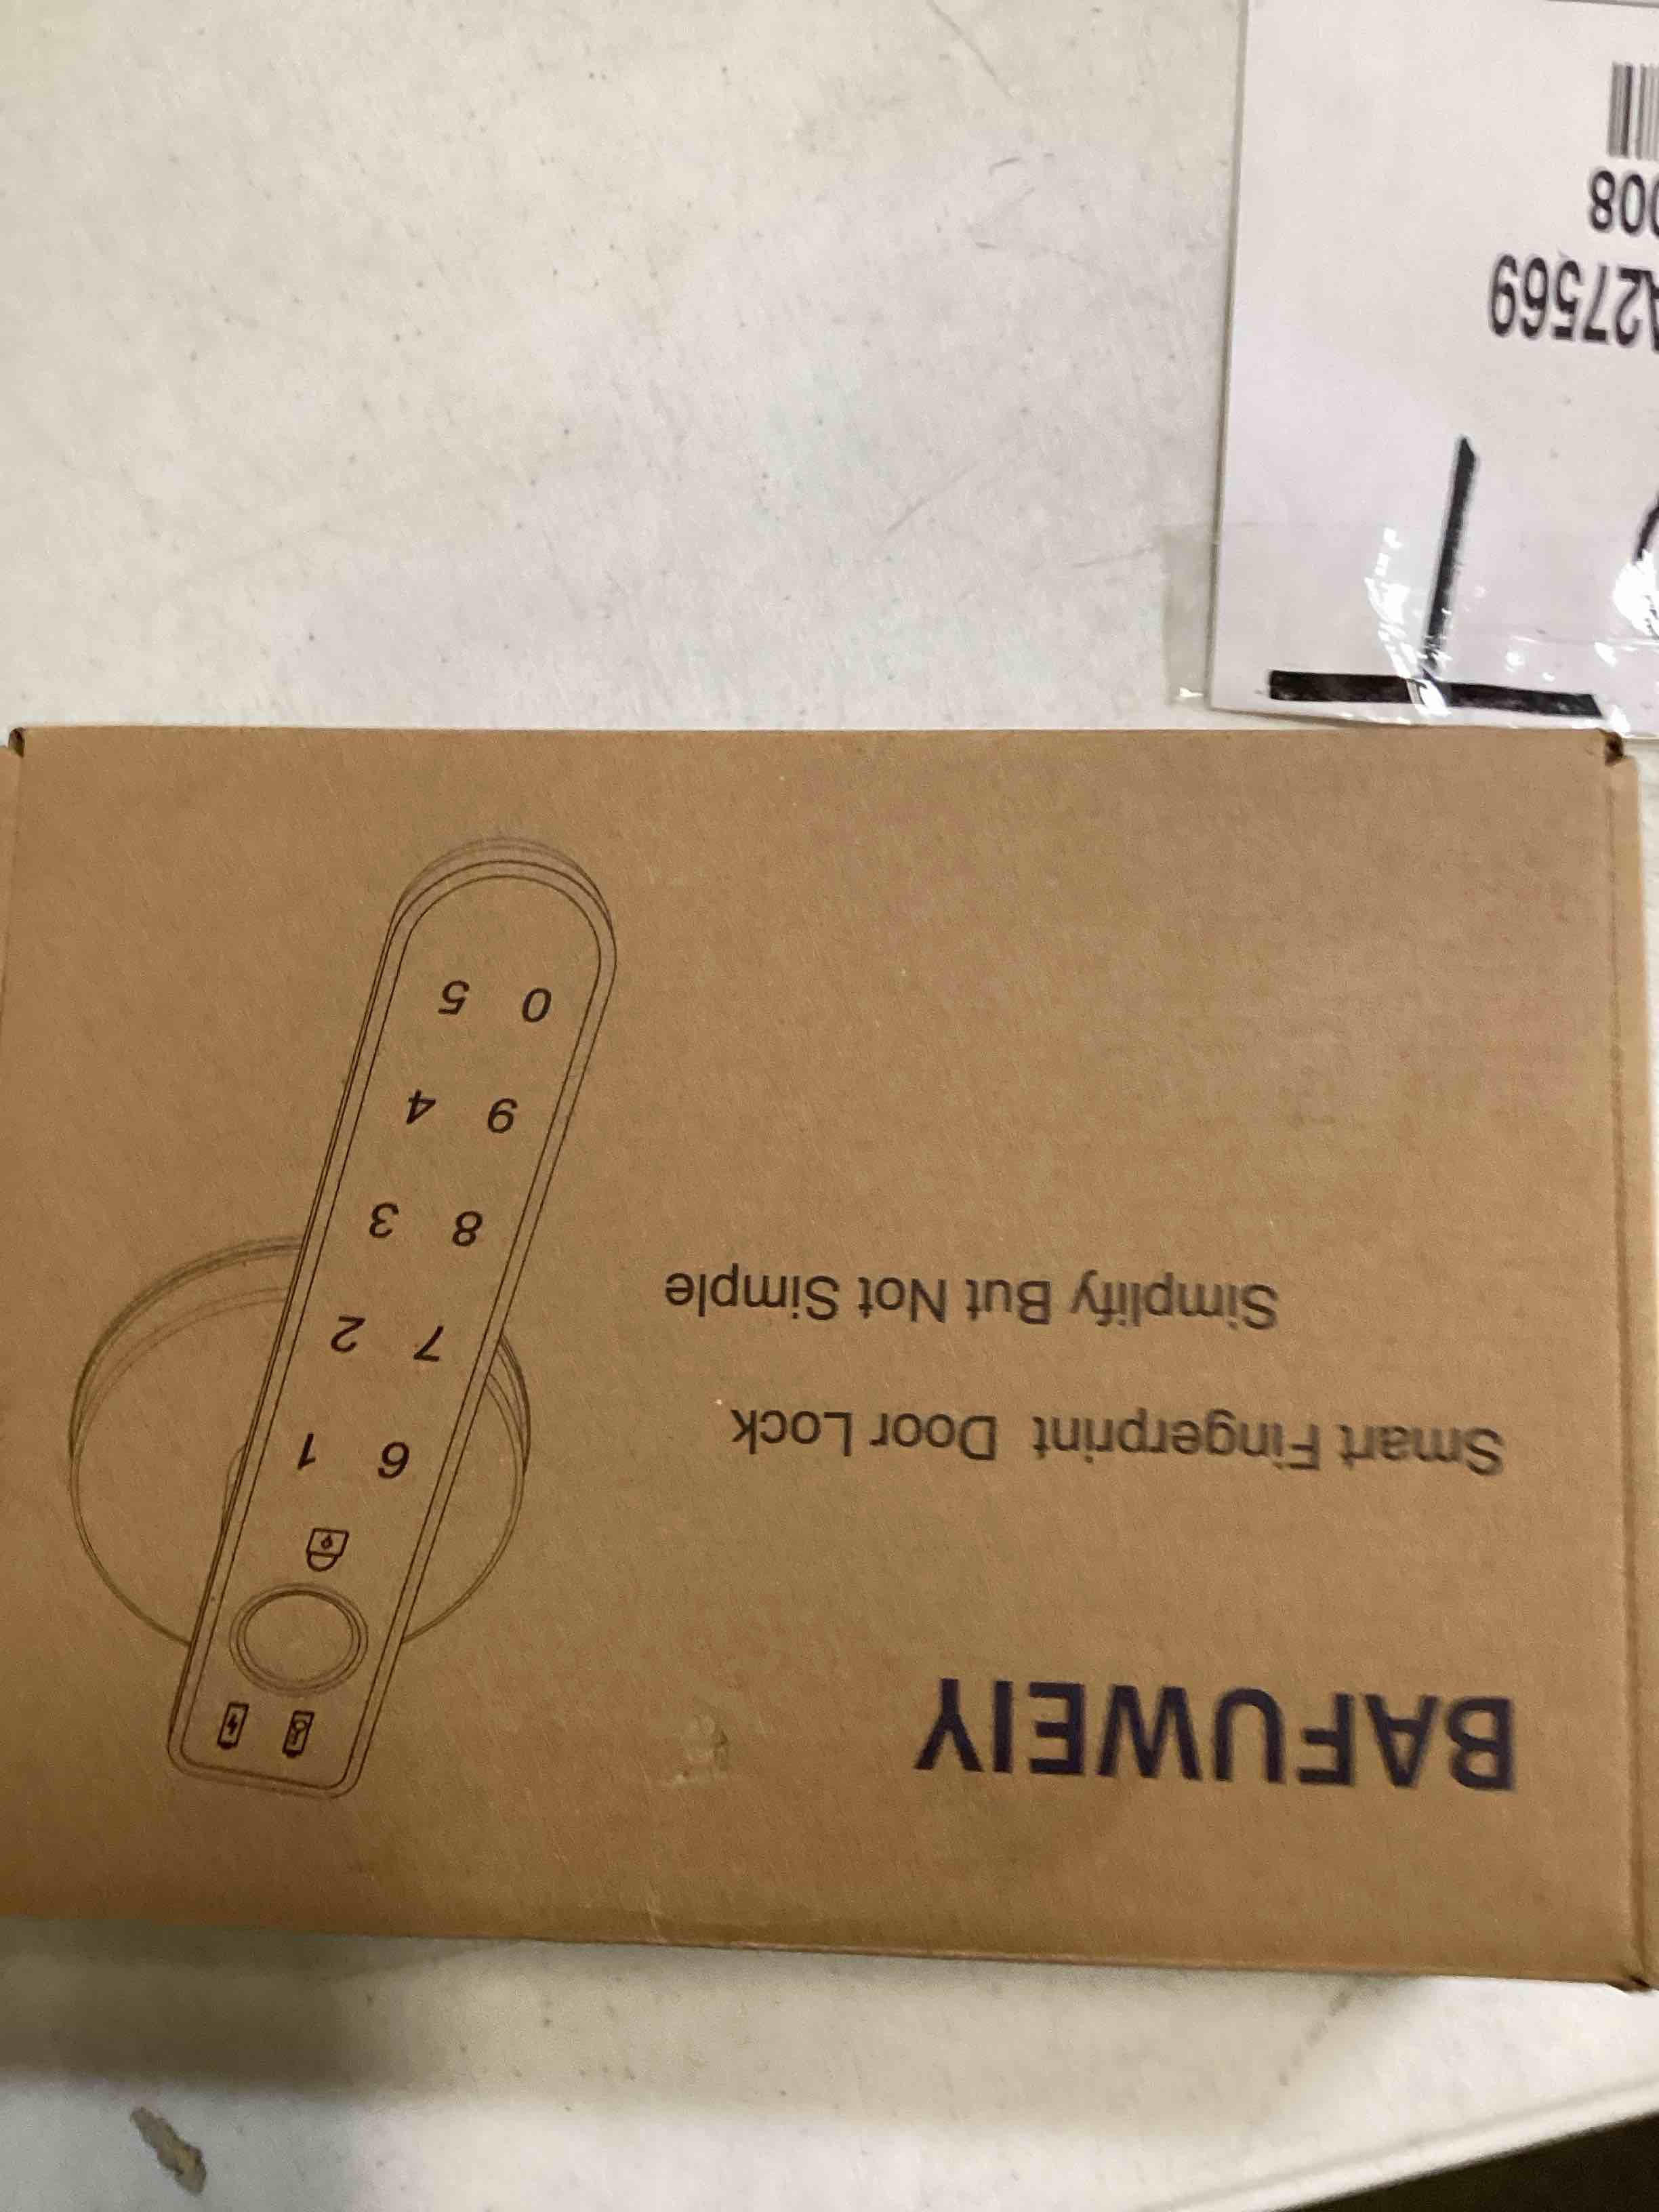 BAFUWEIY
Smart Fingerprint Door Lock
Simplify But Not Simple
6 1
7 2
8 3
9 4
0 5
27569
008